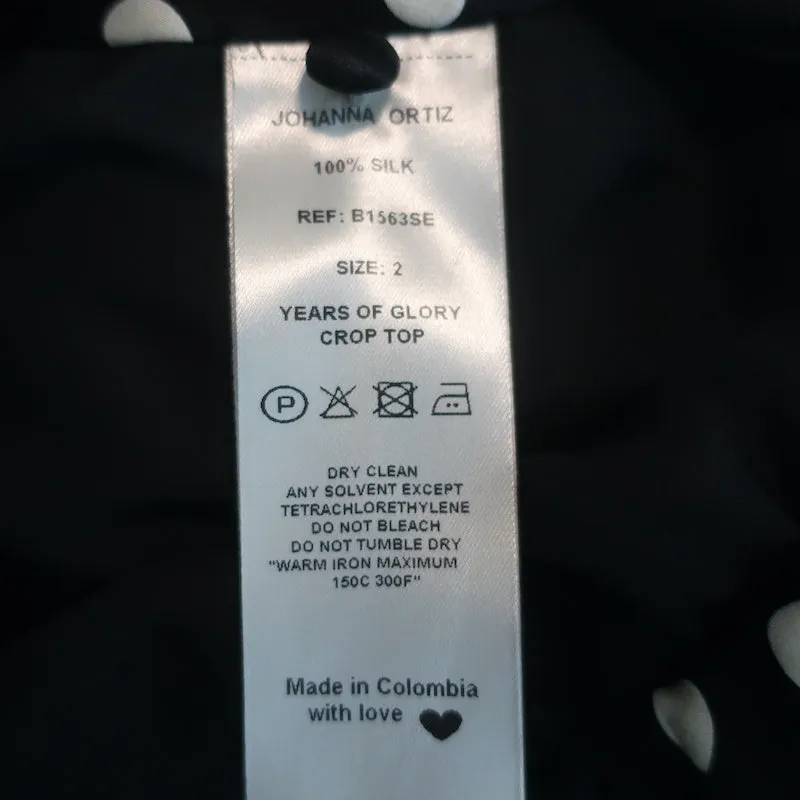 JOHANNA ORTIZ
100% SILK
REF: B1563SE
SIZE: 2
YEARS OF GLORY
CROP TOP
P
DRY CLEAN
ANY SOLVENT EXCEPT
TETRACHLORETHYLENE
DO NOT BLEACH
DO NOT TUMBLE DRY
"WARM IRON MAXIMUM
150C 300F"
Made in Colombia
with love